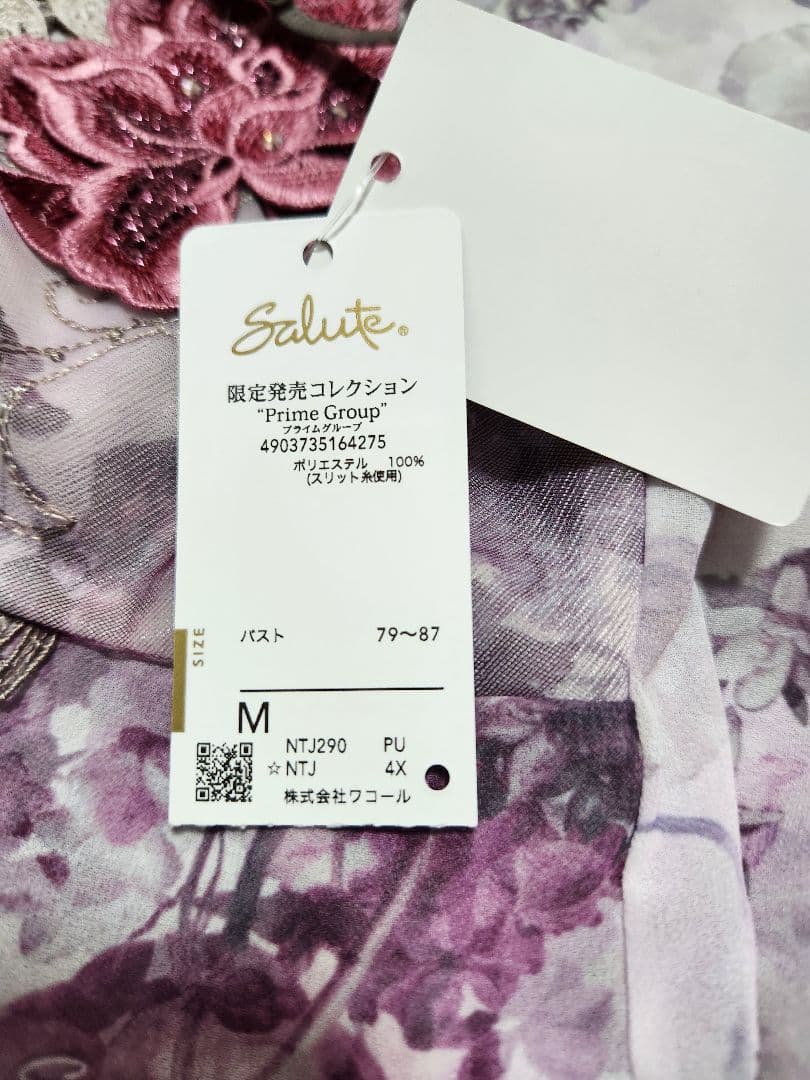 Salute®
限定発売コレクション
“Prime Group”
プライムグループ
4903735164275
ポリエステル 100%
(スリット糸使用)
SIZE
バスト 79～87
M
NTJ290 PU
☆NTJ 4X
株式会社ワコール